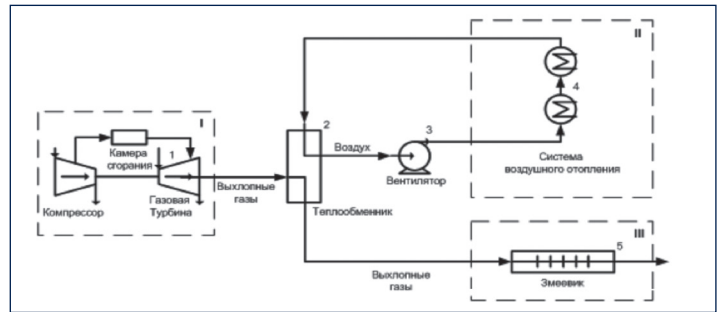 II
4
Система
воздушного отопления
I
Камера
сгорания
1
Компрессор
Газовая
Турбина
Выхлопные
газы
2
Воздух
3
Вентилятор
Теплообменник
III
5
Выхлопные
газы
Змеевик